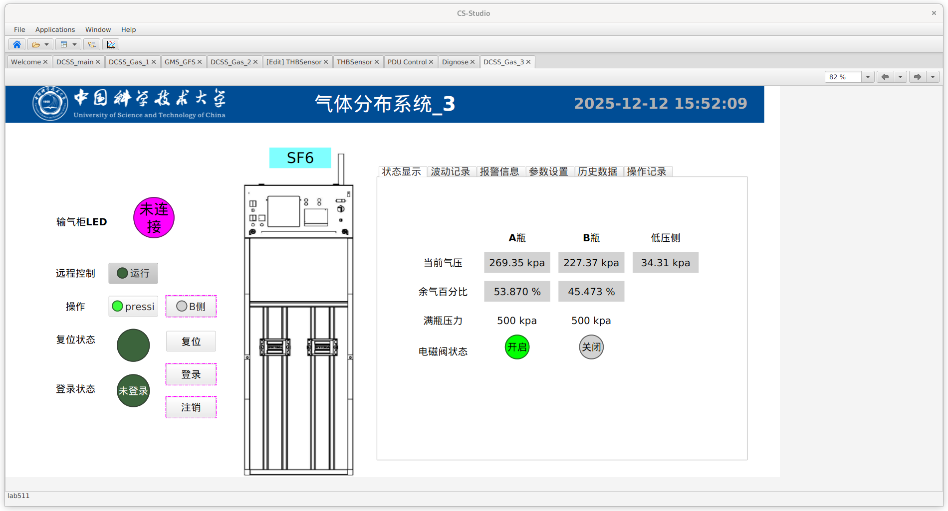 CS-Studio
File Applications Window Help
Welcome DCSS_main DCSS_Gas_1 GMS_GFS DCSS_Gas_2 [Edit] THBSensor THBSensor PDU Control Dignose DCSS_Gas_3
82 %
中国科学技术大学
University of Science and Technology of China
气体分布系统_3
2025-12-12 15:52:09
SF6
输气柜LED
未连
接
远程控制 运行
操作 pressi B侧
复位状态 复位
登录状态 未登录 登录
注销
状态显示 波动记录 报警信息 参数设置 历史数据 操作记录
A瓶 B瓶 低压侧
当前气压 269.35 kpa 227.37 kpa 34.31 kpa
余气百分比 53.870 % 45.473 %
满瓶压力 500 kpa 500 kpa
电磁阀状态 开启 关闭
lab511